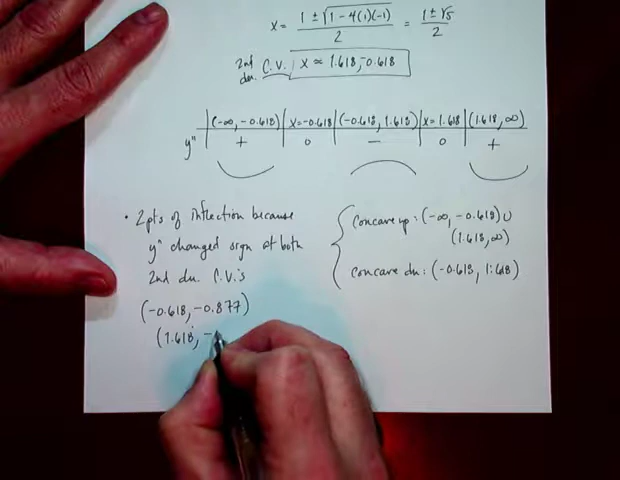 x = (1 ± √(1 - 4(1)(-1))) / 2 = (1 ± √5) / 2
2nd der. C.V. x ≈ 1.618, -0.618
(-∞, -0.618) x=-0.618 (-0.618, 1.618) x=1.618 (1.618, ∞)
y" + 0 - 0 +
• 2 pts of inflection because
y" changed sign at both
2nd der. C.V.'s
(-0.618, -0.877)
(1.618, -
Concave up: (-∞, -0.618) ∪
(1.618, ∞)
Concave dn: (-0.618, 1.618)